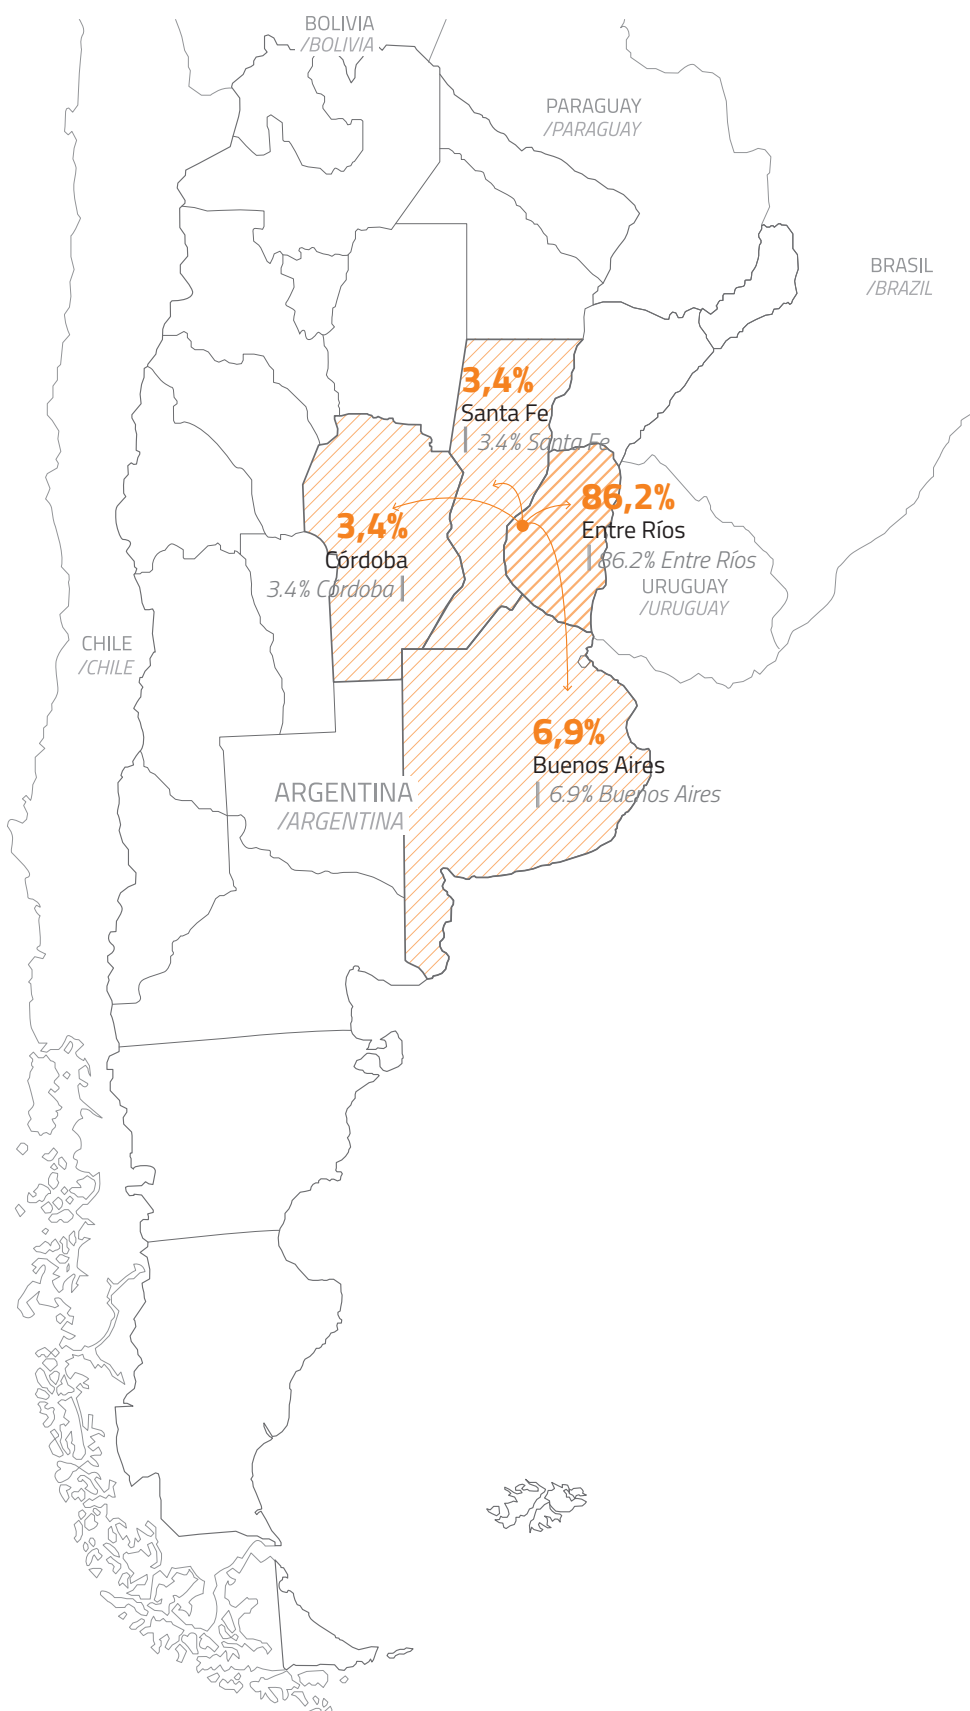 BOLIVIA
/BOLIVIA
PARAGUAY
/PARAGUAY
BRASIL
/BRAZIL
3,4%
Santa Fe
3.4% Santa Fe
86,2%
Entre Ríos
86.2% Entre Ríos
3,4%
Córdoba
3.4% Córdoba
URUGUAY
/URUGUAY
CHILE
/CHILE
6,9%
Buenos Aires
6.9% Buenos Aires
ARGENTINA
/ARGENTINA